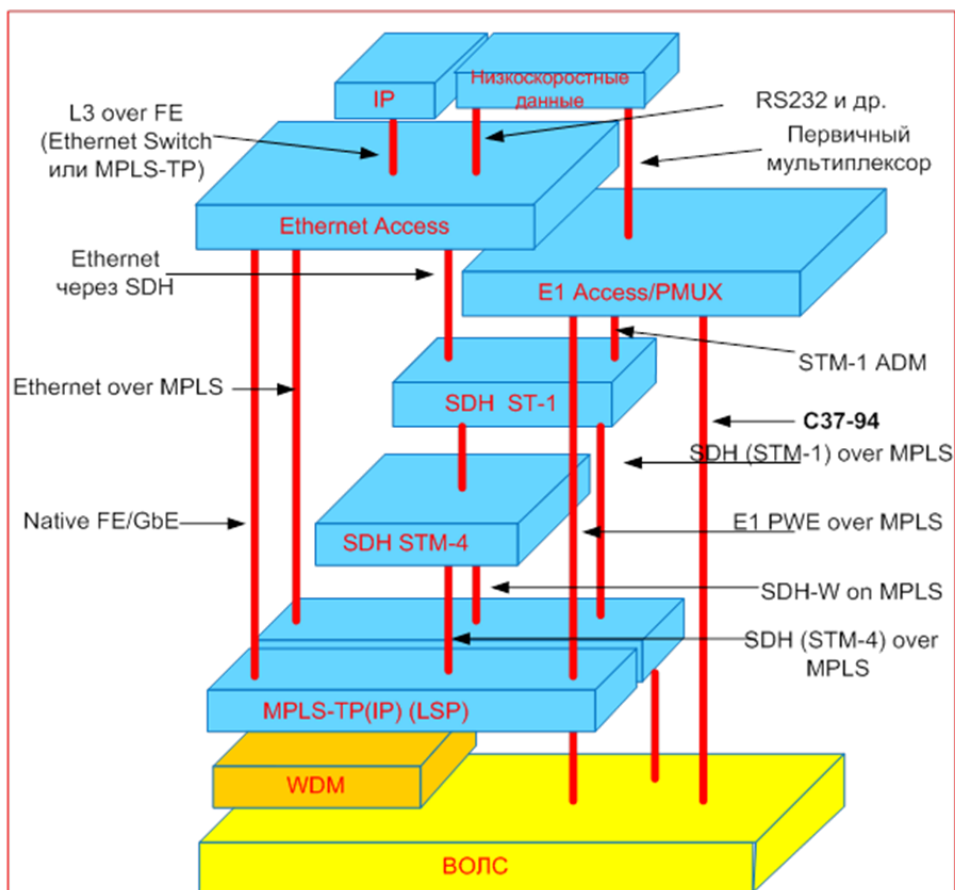 IP
Низкоскоростные
данные
L3 over FE
(Ethernet Switch
или MPLS-TP)
RS232 и др.
Первичный
мультиплексор
Ethernet Access
Ethernet
через SDH
E1 Access/PMUX
STM-1 ADM
Ethernet over MPLS
SDH ST-1
C37-94
SDH (STM-1) over MPLS
Native FE/GbE
SDH STM-4
E1 PWE over MPLS
SDH-W on MPLS
SDH (STM-4) over
MPLS
MPLS-TP(IP) (LSP)
WDM
ВОЛС